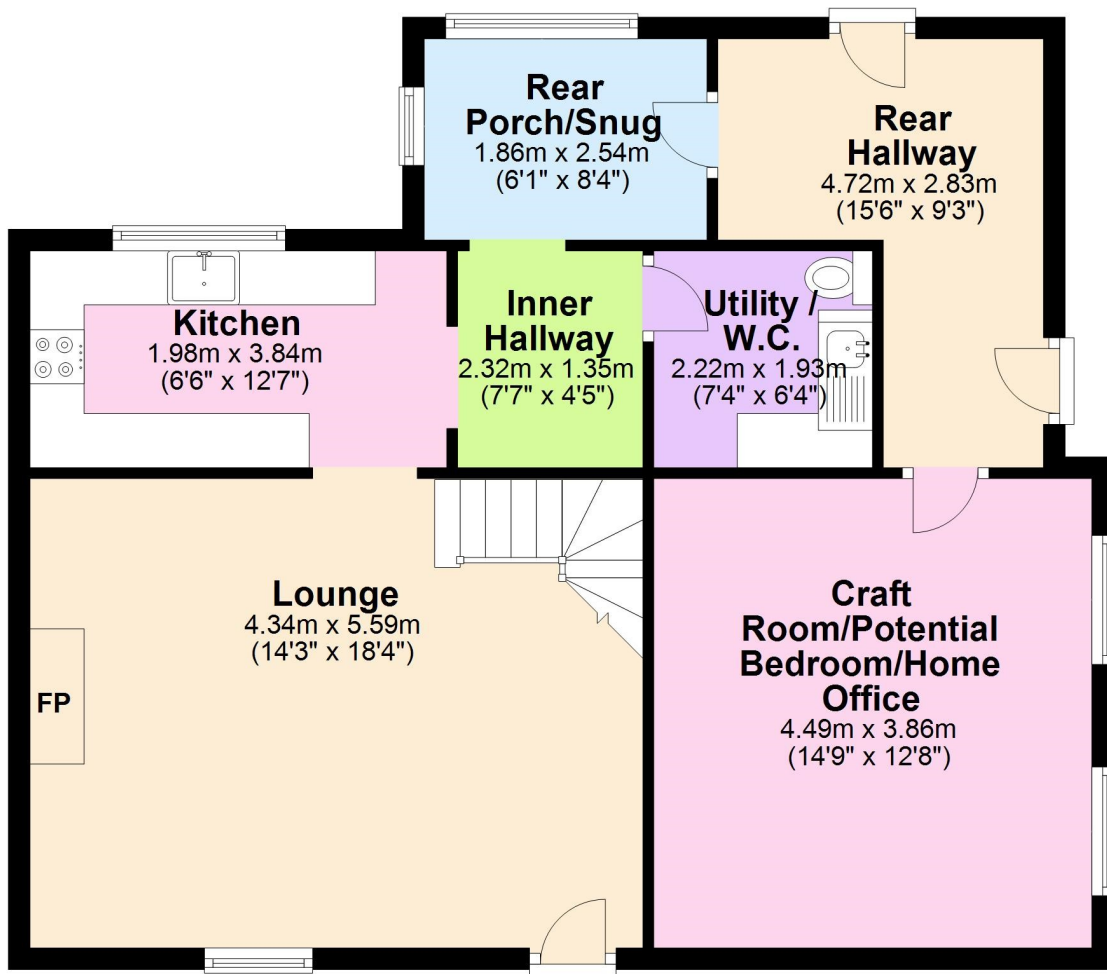 Rear
Porch/Snug
1.86m x 2.54m
(6'1" x 8'4")
Rear
Hallway
4.72m x 2.83m
(15'6" x 9'3")
Kitchen
1.98m x 3.84m
(6'6" x 12'7")
Inner
Hallway
2.32m x 1.35m
(7'7" x 4'5")
Utility /
W.C.
2.22m x 1.93m
(7'4" x 6'4")
Lounge
4.34m x 5.59m
(14'3" x 18'4")
FP
Craft
Room/Potential
Bedroom/Home
Office
4.49m x 3.86m
(14'9" x 12'8")